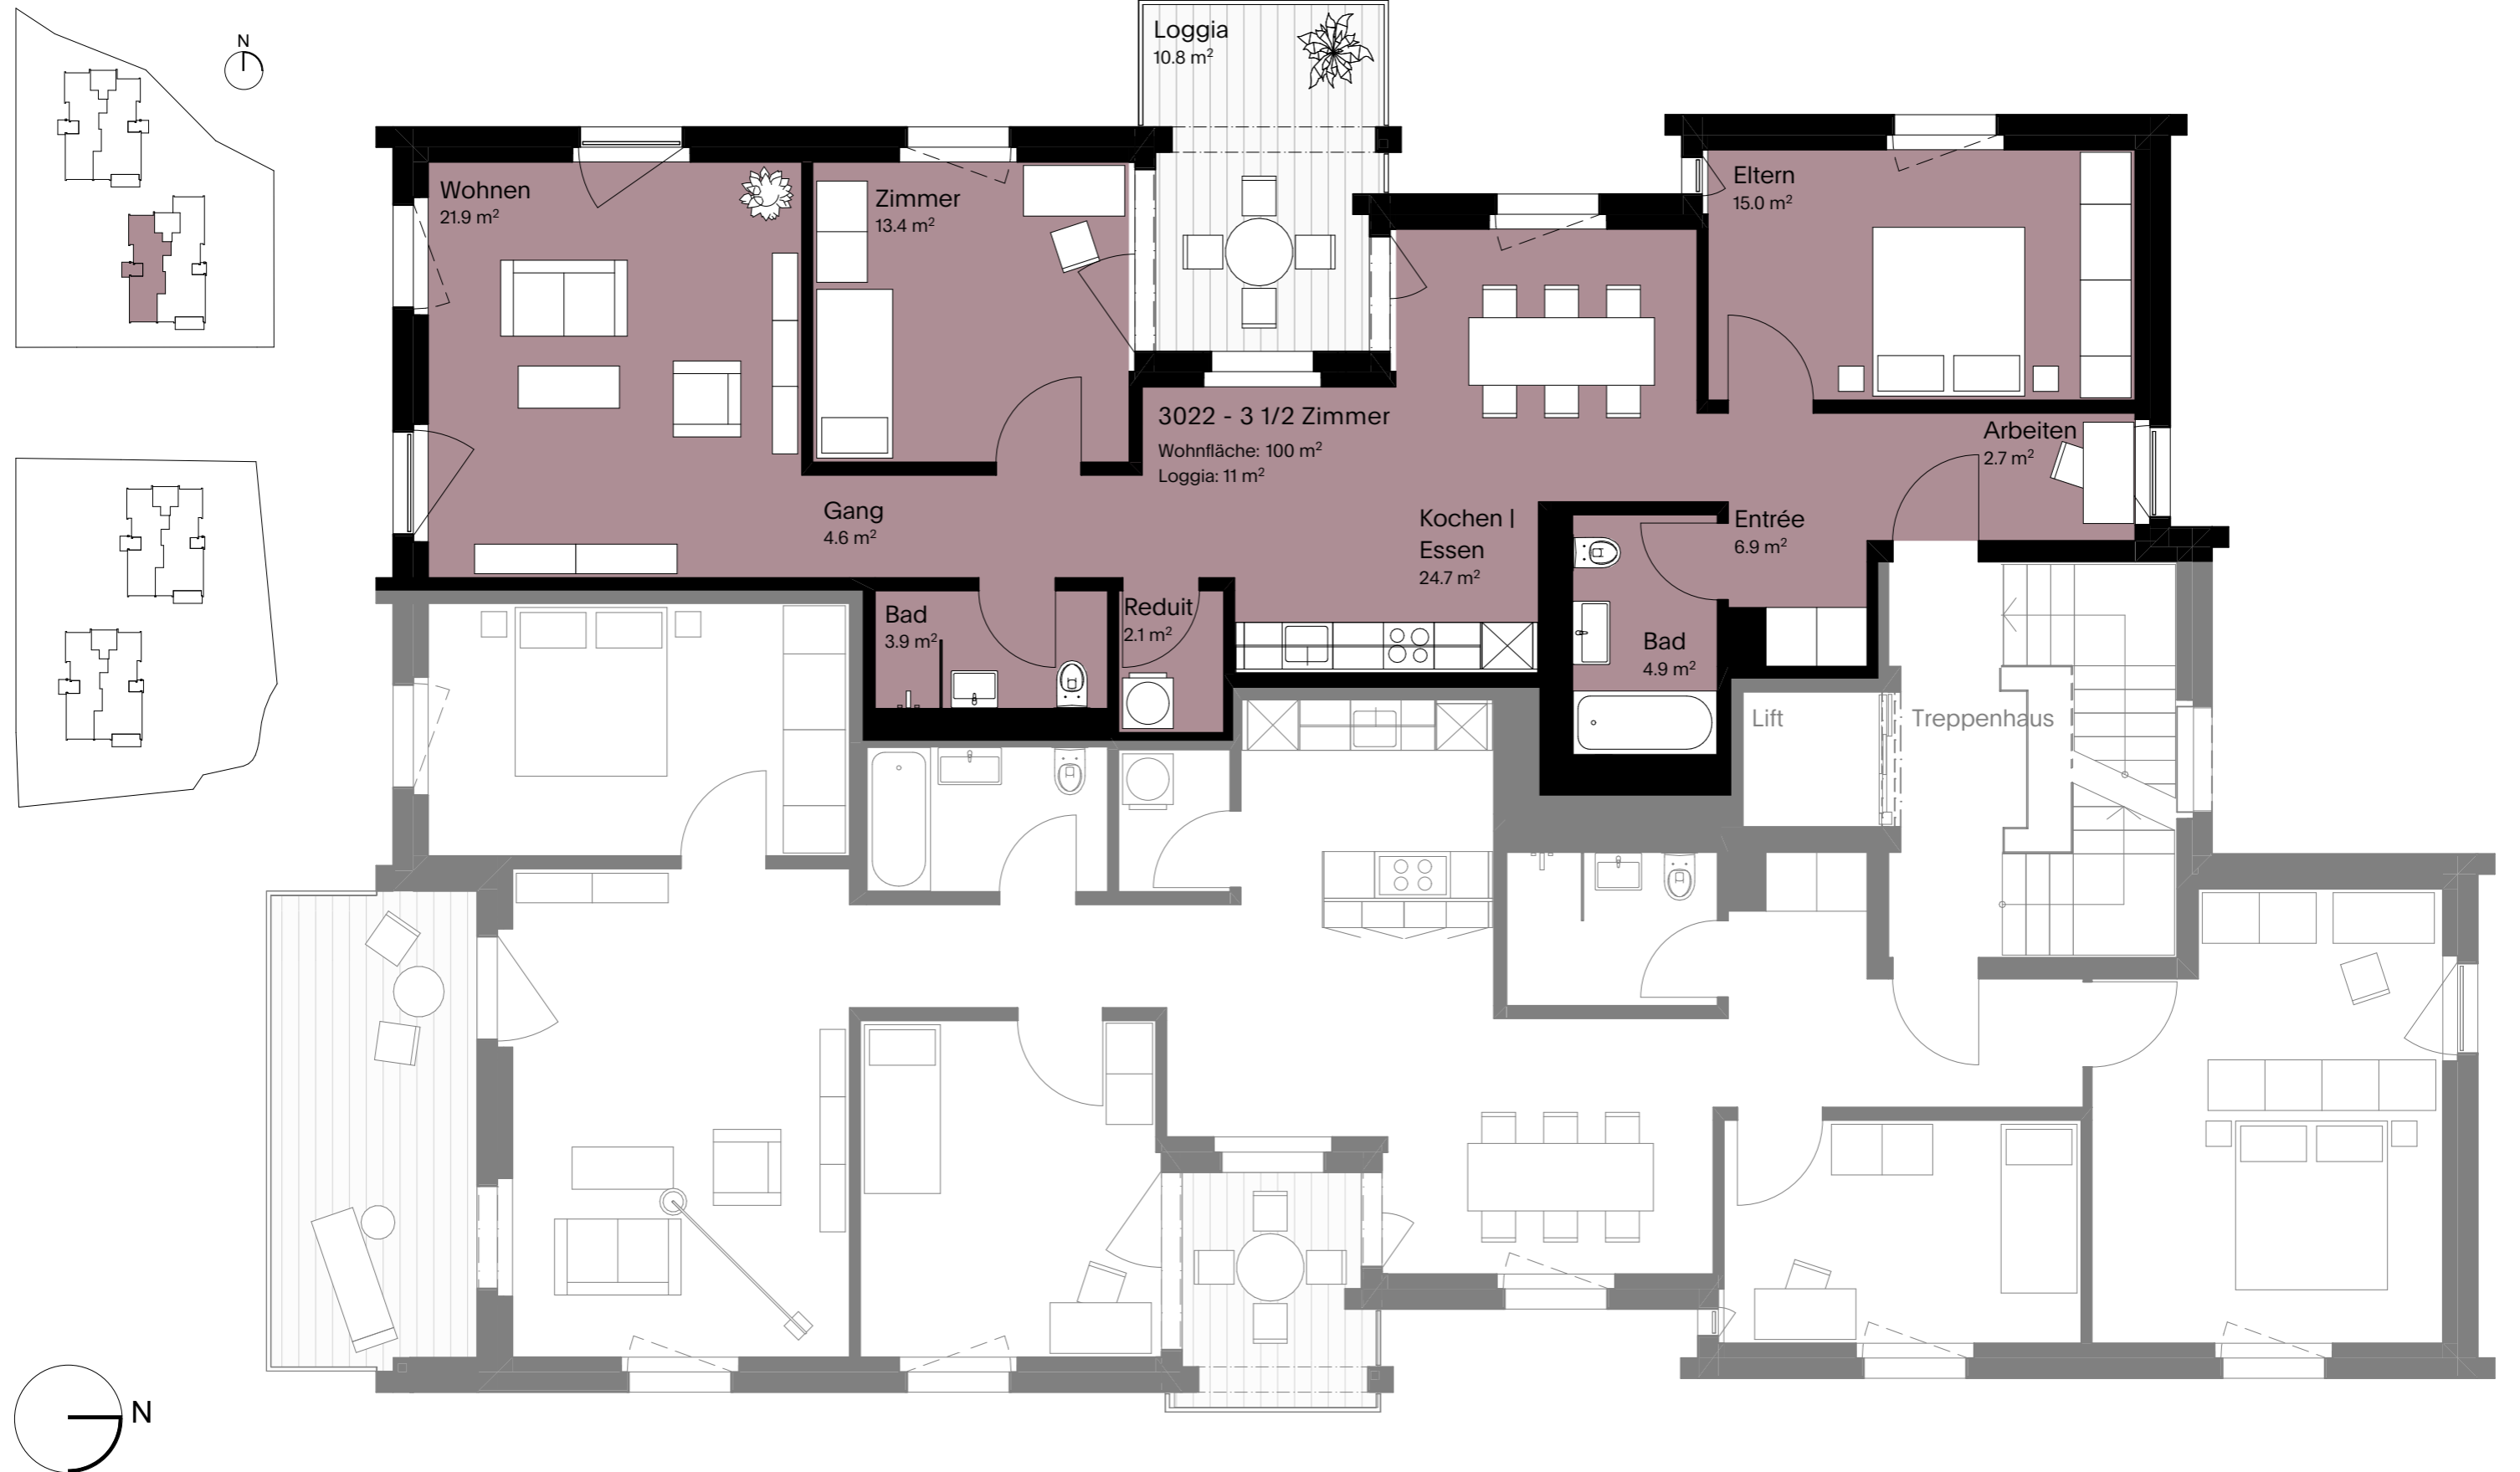 N
Loggia
10.8 m²
Wohnen
21.9 m²
Zimmer
13.4 m²
Eltern
15.0 m²
3022 - 3 1/2 Zimmer
Wohnfläche: 100 m²
Loggia: 11 m²
Arbeiten
2.7 m²
Gang
4.6 m²
Kochen |
Essen
24.7 m²
Entrée
6.9 m²
Bad
3.9 m²
Reduit
2.1 m²
Bad
4.9 m²
Lift
Treppenhaus
N